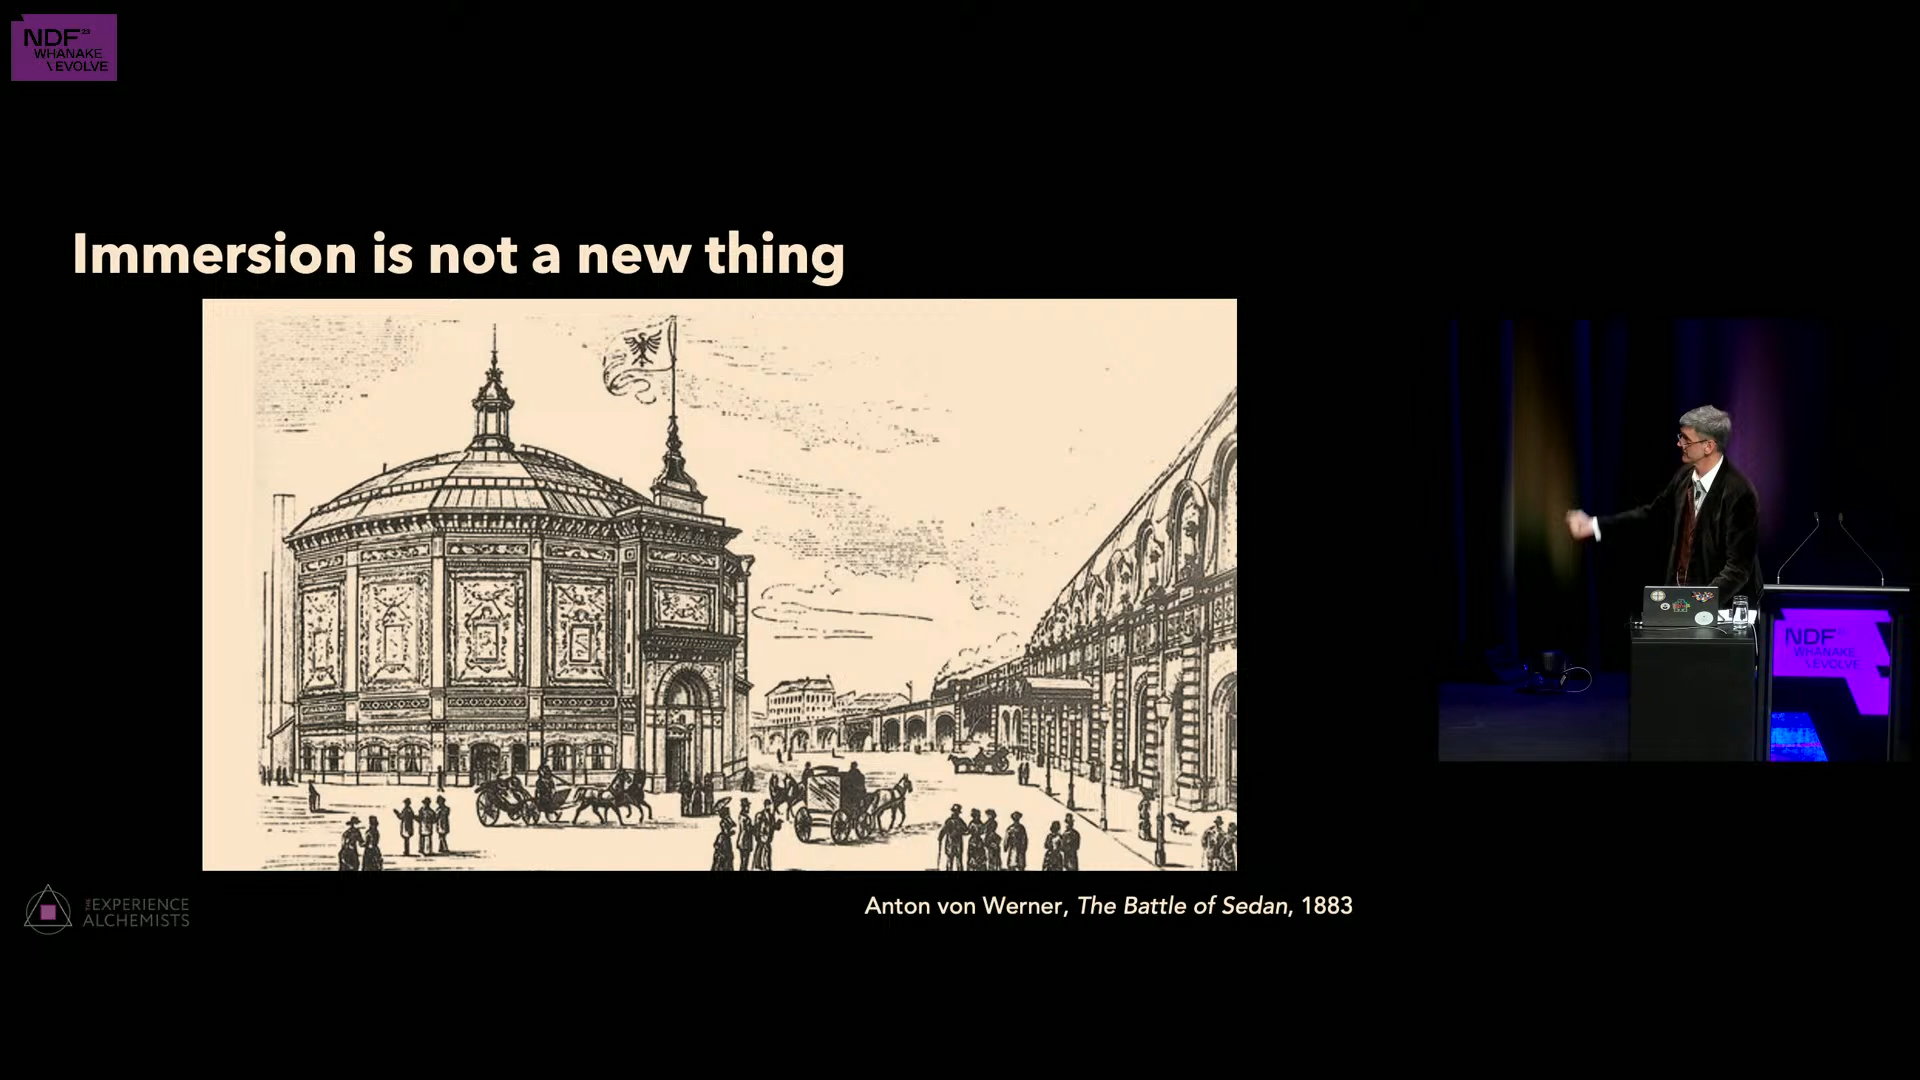 NDF23
WHANAKE
\EVOLVE
Immersion is not a new thing
THE EXPERIENCE
ALCHEMISTS
Anton von Werner, The Battle of Sedan, 1883
NDF
WHANAKE
\EVOLVE